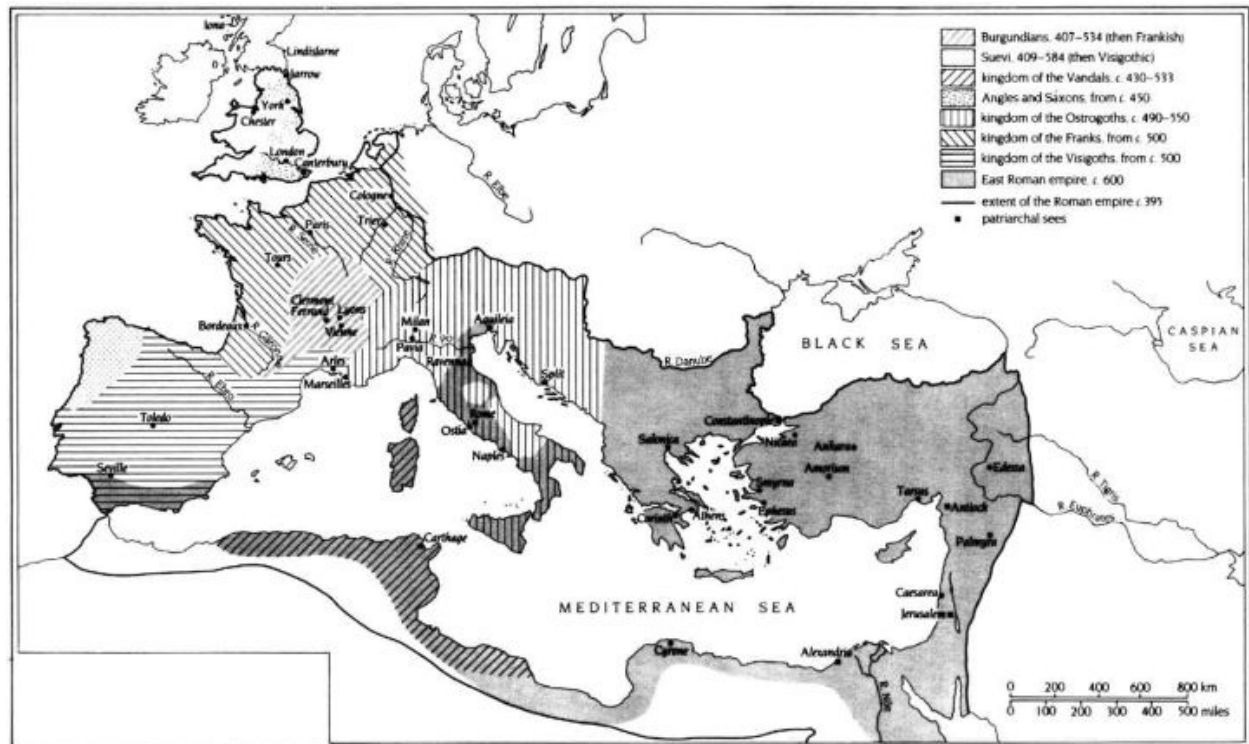 Burgundians. 407–534 (then Frankish)
Suevi. 409–584 (then Visigothic)
kingdom of the Vandals. c. 430–533
Angles and Saxons, from c. 450
kingdom of the Ostrogoths. c. 490–550
kingdom of the Franks. from c. 500
kingdom of the Visigoths. from c. 500
East Roman empire. c. 600
extent of the Roman empire c. 395
patriarchal sees
Iona
Lindisfarne
Jarrow
York
Chester
London
Canterbury
R. Elbe
Cologne
Trier
Paris
R. Seine
R. Rhine
Tours
Clermont
Ferrand
Lyons
Vienne
Bordeaux
R. Garonne
Milan
Pavia
R. Po
Aquileia
Ravenna
Arles
Marseilles
Split
R. Danube
BLACK SEA
CASPIAN
SEA
R. Ebro
Toledo
Seville
Rome
Ostia
Naples
Constantinople
Nicaea
Ankara
Salonica
Amorium
Smyrna
Ephesus
Corinth
Athens
Edessa
Tarsus
Antioch
Palmyra
R. Tigris
R. Euphrates
Carthage
MEDITERRANEAN SEA
Caesarea
Jerusalem
Cyrene
Alexandria
R. Nile
0 200 400 600 800 km
0 100 200 300 400 500 miles